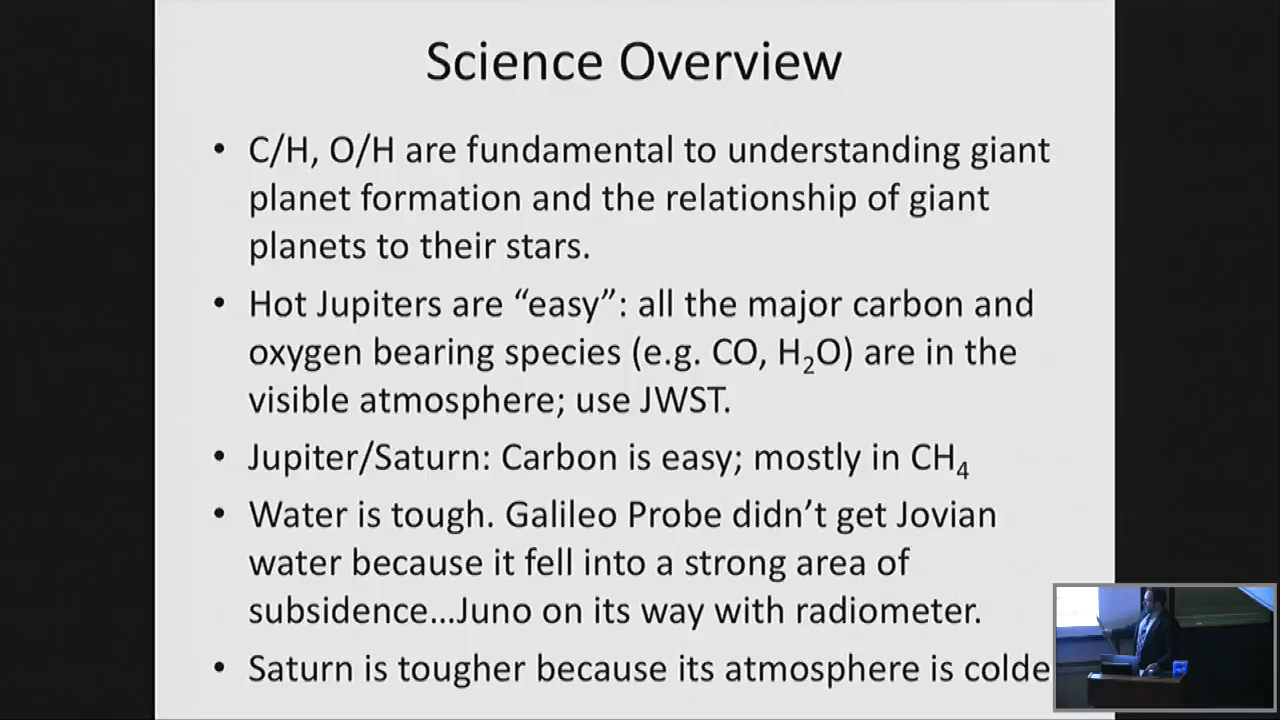 Science Overview
• C/H, O/H are fundamental to understanding giant
planet formation and the relationship of giant
planets to their stars.
• Hot Jupiters are “easy”: all the major carbon and
oxygen bearing species (e.g. CO, H₂O) are in the
visible atmosphere; use JWST.
• Jupiter/Saturn: Carbon is easy; mostly in CH₄
• Water is tough. Galileo Probe didn’t get Jovian
water because it fell into a strong area of
subsidence…Juno on its way with radiometer.
• Saturn is tougher because its atmosphere is colde